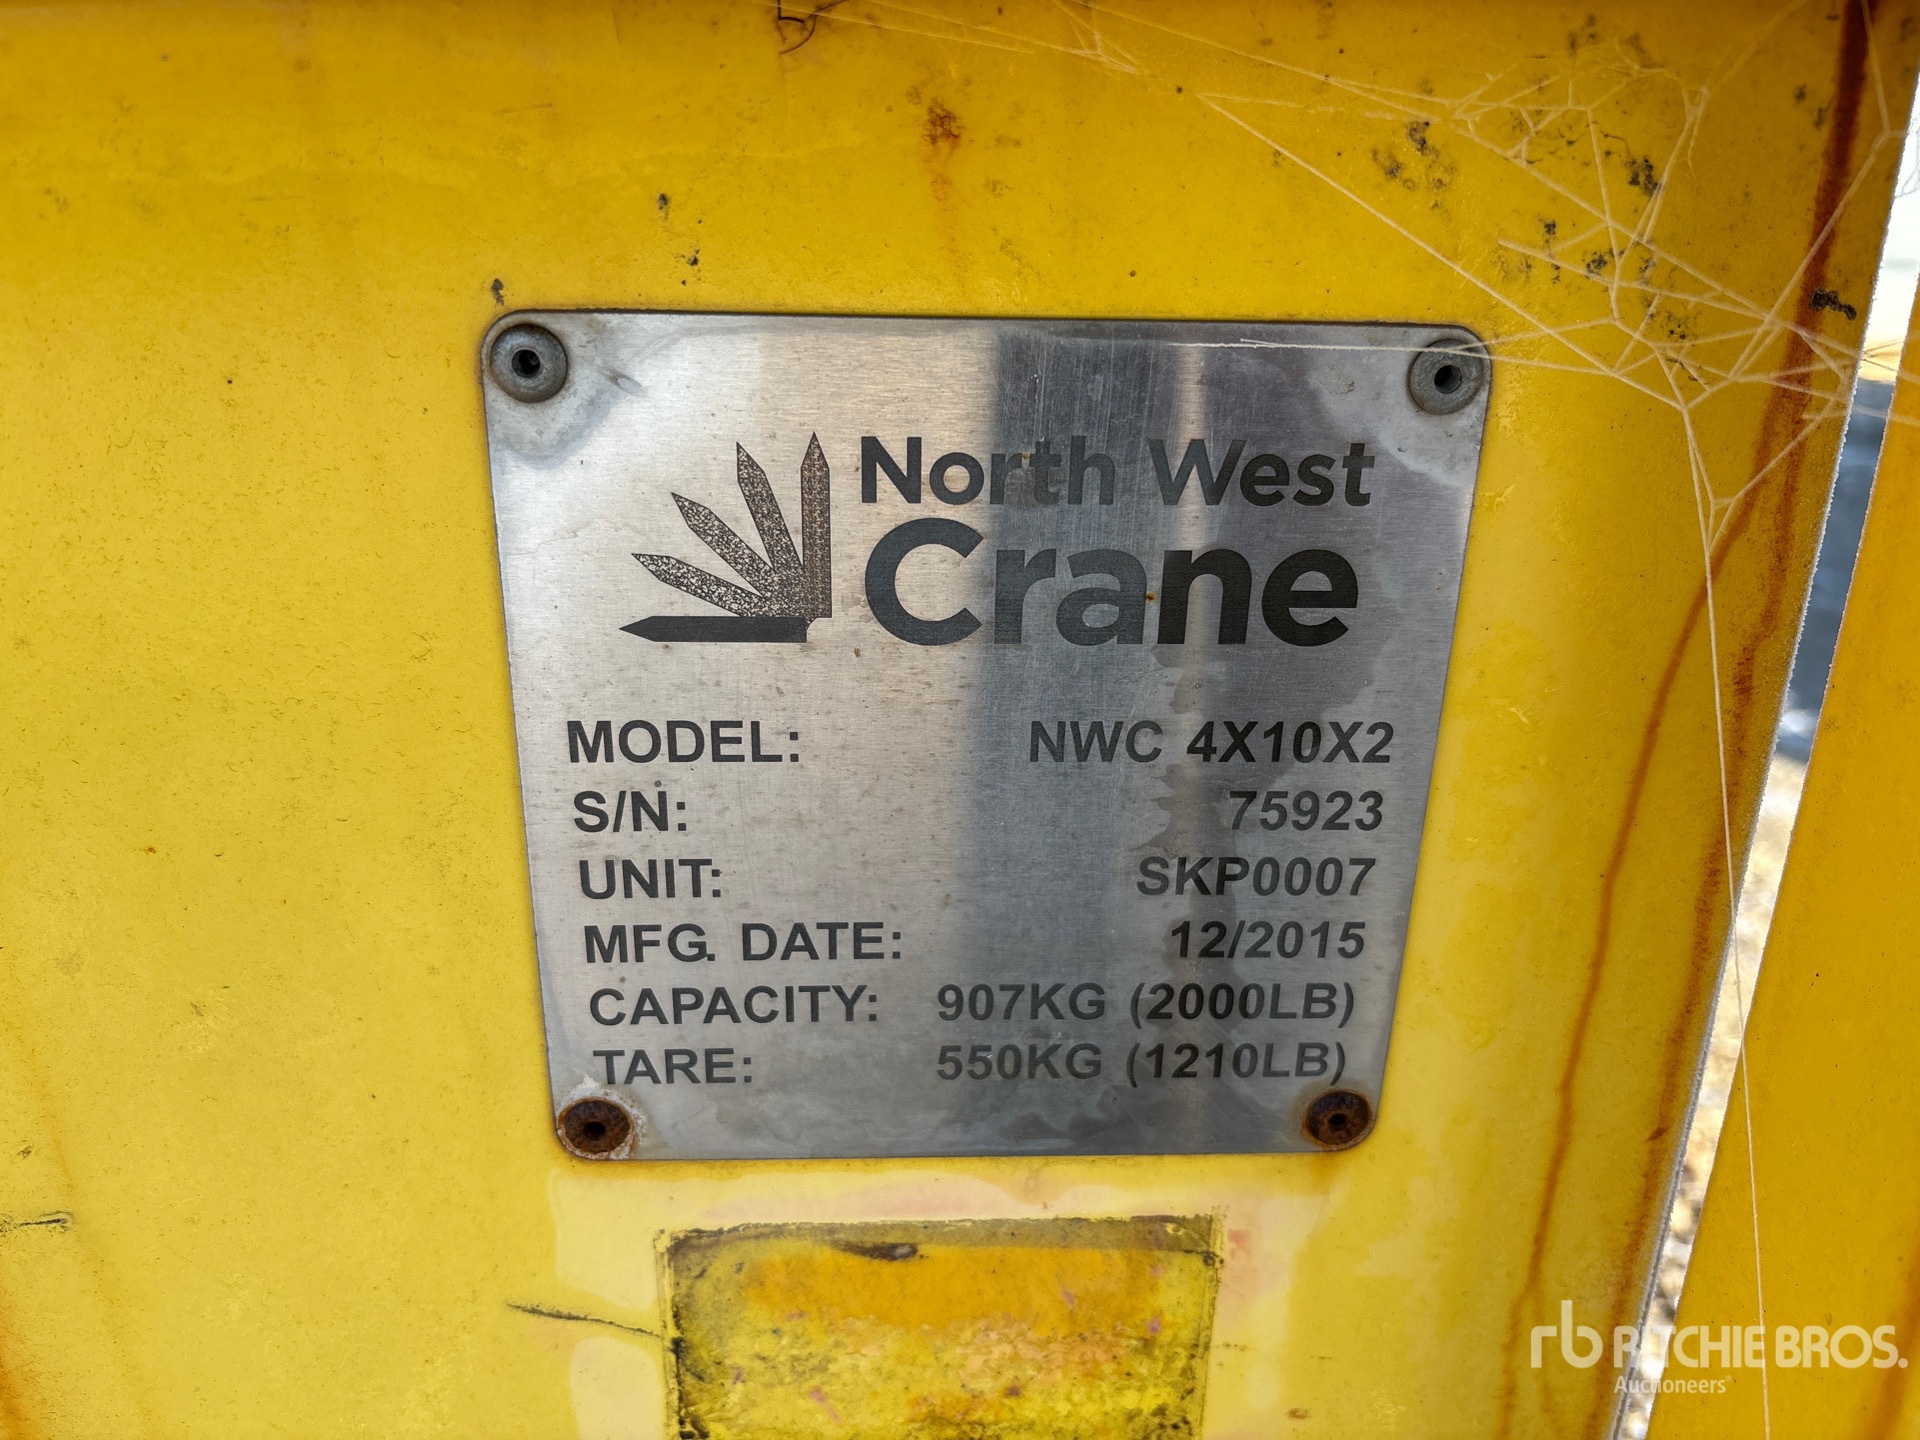 North West
Crane
MODEL: NWC 4X10X2
S/N: 75923
UNIT: SKP0007
MFG. DATE: 12/2015
CAPACITY: 907KG (2000LB)
TARE: 550KG (1210LB)
rb RITCHIE BROS.
Auctioneers